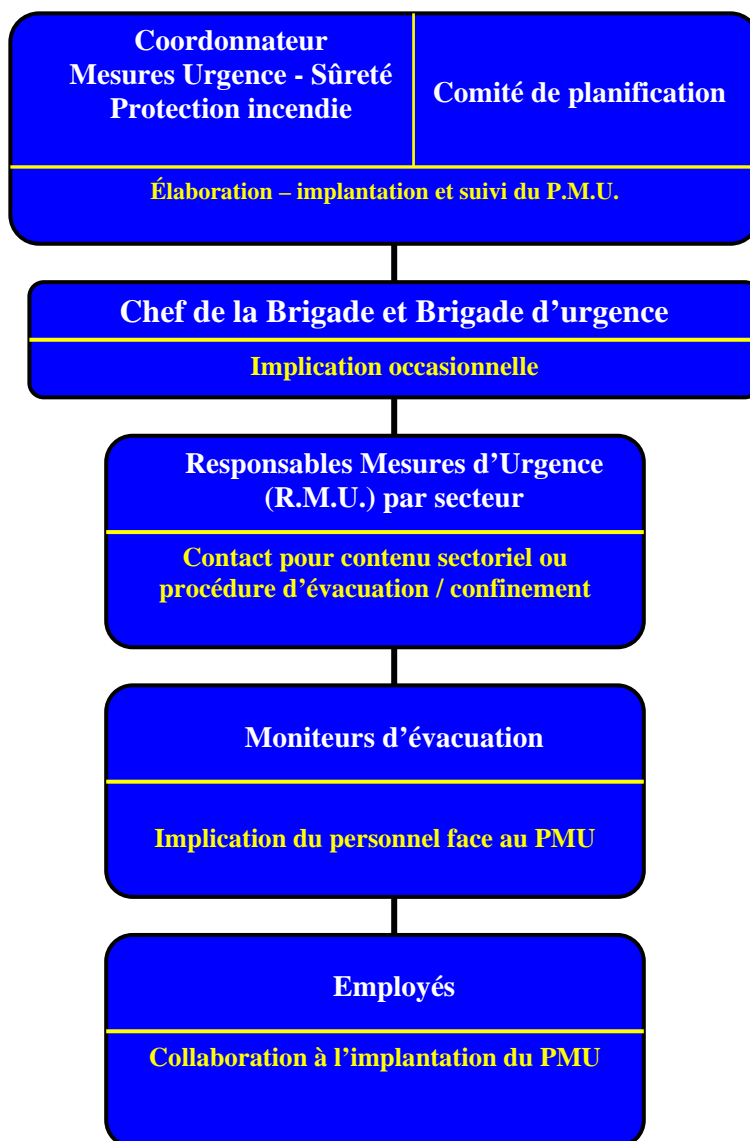 Coordonnateur
Mesures Urgence - Sûreté
Protection incendie
Comité de planification
Élaboration – implantation et suivi du P.M.U.
Chef de la Brigade et Brigade d’urgence
Implication occasionnelle
Responsables Mesures d’Urgence
(R.M.U.) par secteur
Contact pour contenu sectoriel ou
procédure d’évacuation / confinement
Moniteurs d’évacuation
Implication du personnel face au PMU
Employés
Collaboration à l’implantation du PMU